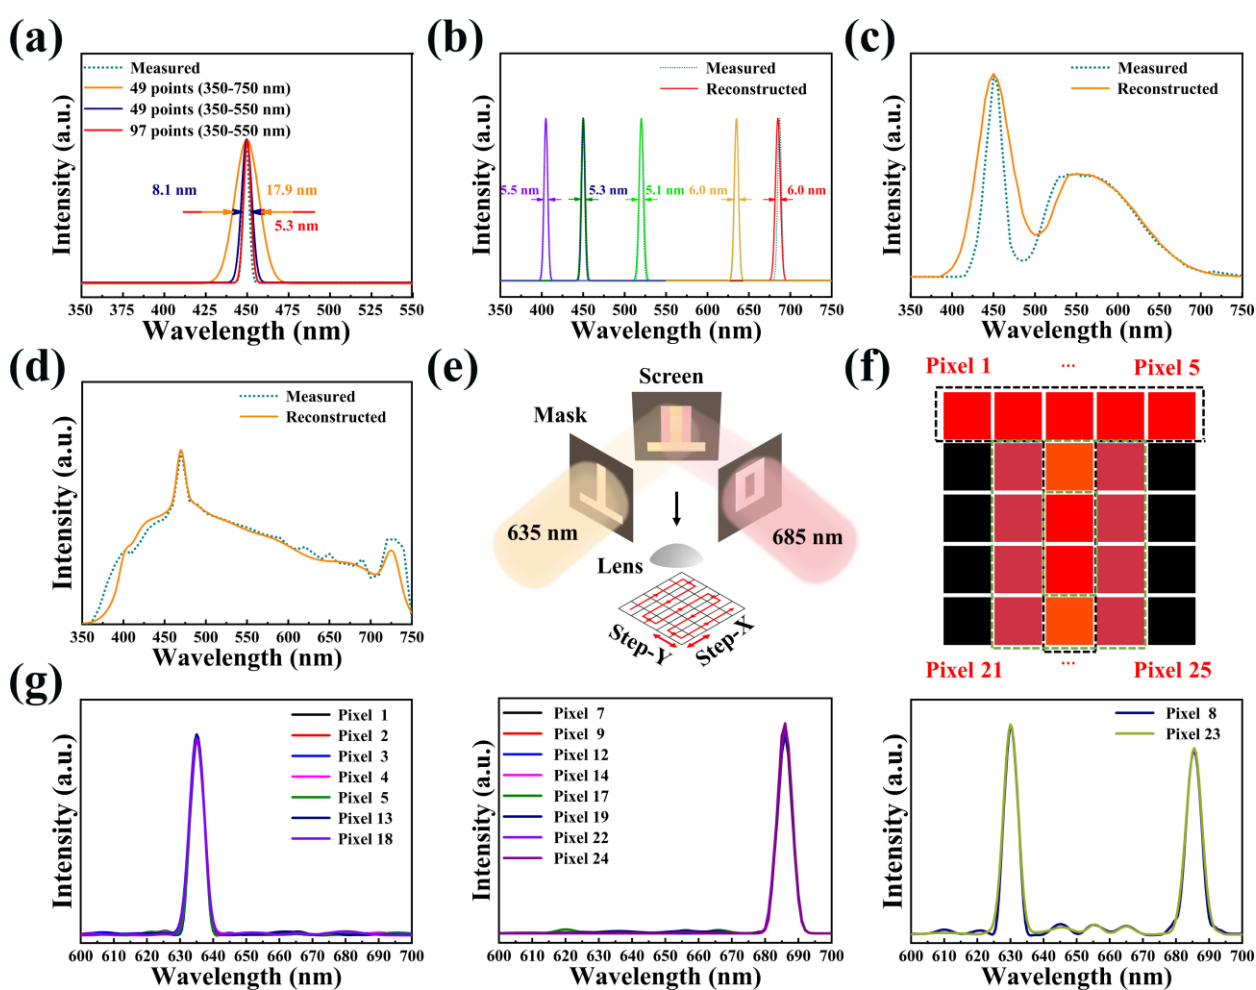 (a)
Intensity (a.u.)
Measured
49 points (350-750 nm)
49 points (350-550 nm)
97 points (350-550 nm)
8.1 nm
17.9 nm
5.3 nm
350 375 400 425 450 475 500 525 550
Wavelength (nm)
(b)
Intensity (a.u.)
Measured
Reconstructed
5.5 nm
5.3 nm
5.1 nm
6.0 nm
6.0 nm
350 400 450 500 550 600 650 700 750
Wavelength (nm)
(c)
Intensity (a.u.)
Measured
Reconstructed
350 400 450 500 550 600 650 700 750
Wavelength (nm)
(d)
Intensity (a.u.)
Measured
Reconstructed
350 400 450 500 550 600 650 700 750
Wavelength (nm)
(e)
Screen
Mask
635 nm
685 nm
Lens
Step-Y
Step-X
(f)
Pixel 1 ... Pixel 5
Pixel 21 ... Pixel 25
(g)
Intensity (a.u.)
Pixel 1
Pixel 2
Pixel 3
Pixel 4
Pixel 5
Pixel 13
Pixel 18
600 610 620 630 640 650 660 670 680 690 700
Wavelength (nm)
Intensity (a.u.)
Pixel 7
Pixel 9
Pixel 12
Pixel 14
Pixel 17
Pixel 19
Pixel 22
Pixel 24
600 610 620 630 640 650 660 670 680 690 700
Wavelength (nm)
Intensity (a.u.)
Pixel 8
Pixel 23
600 610 620 630 640 650 660 670 680 690 700
Wavelength (nm)